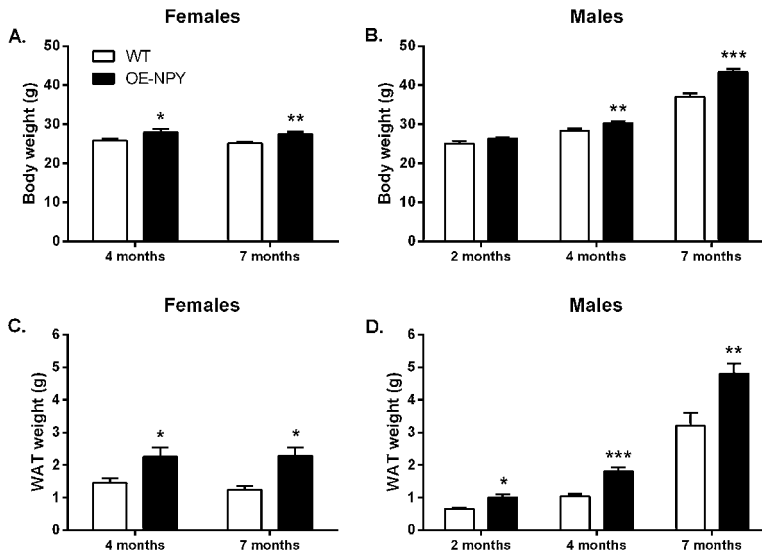 Females
A.
Body weight (g)
50
40
30
20
10
0
WT
OE-NPY
*
**
4 months
7 months
Males
B.
Body weight (g)
50
40
30
20
10
0
**
***
2 months
4 months
7 months
Females
C.
WAT weight (g)
6
5
4
3
2
1
0
*
*
4 months
7 months
Males
D.
WAT weight (g)
6
5
4
3
2
1
0
*
***
**
2 months
4 months
7 months